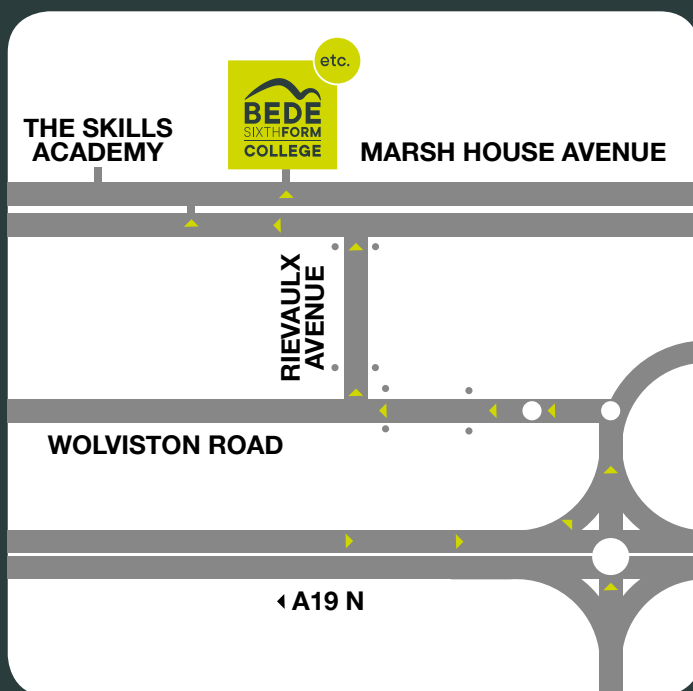 etc.
BEDE
SIXTHFORM
COLLEGE
THE SKILLS
ACADEMY
MARSH HOUSE AVENUE
RIEVAULX
AVENUE
WOLVISTON ROAD
A19 N